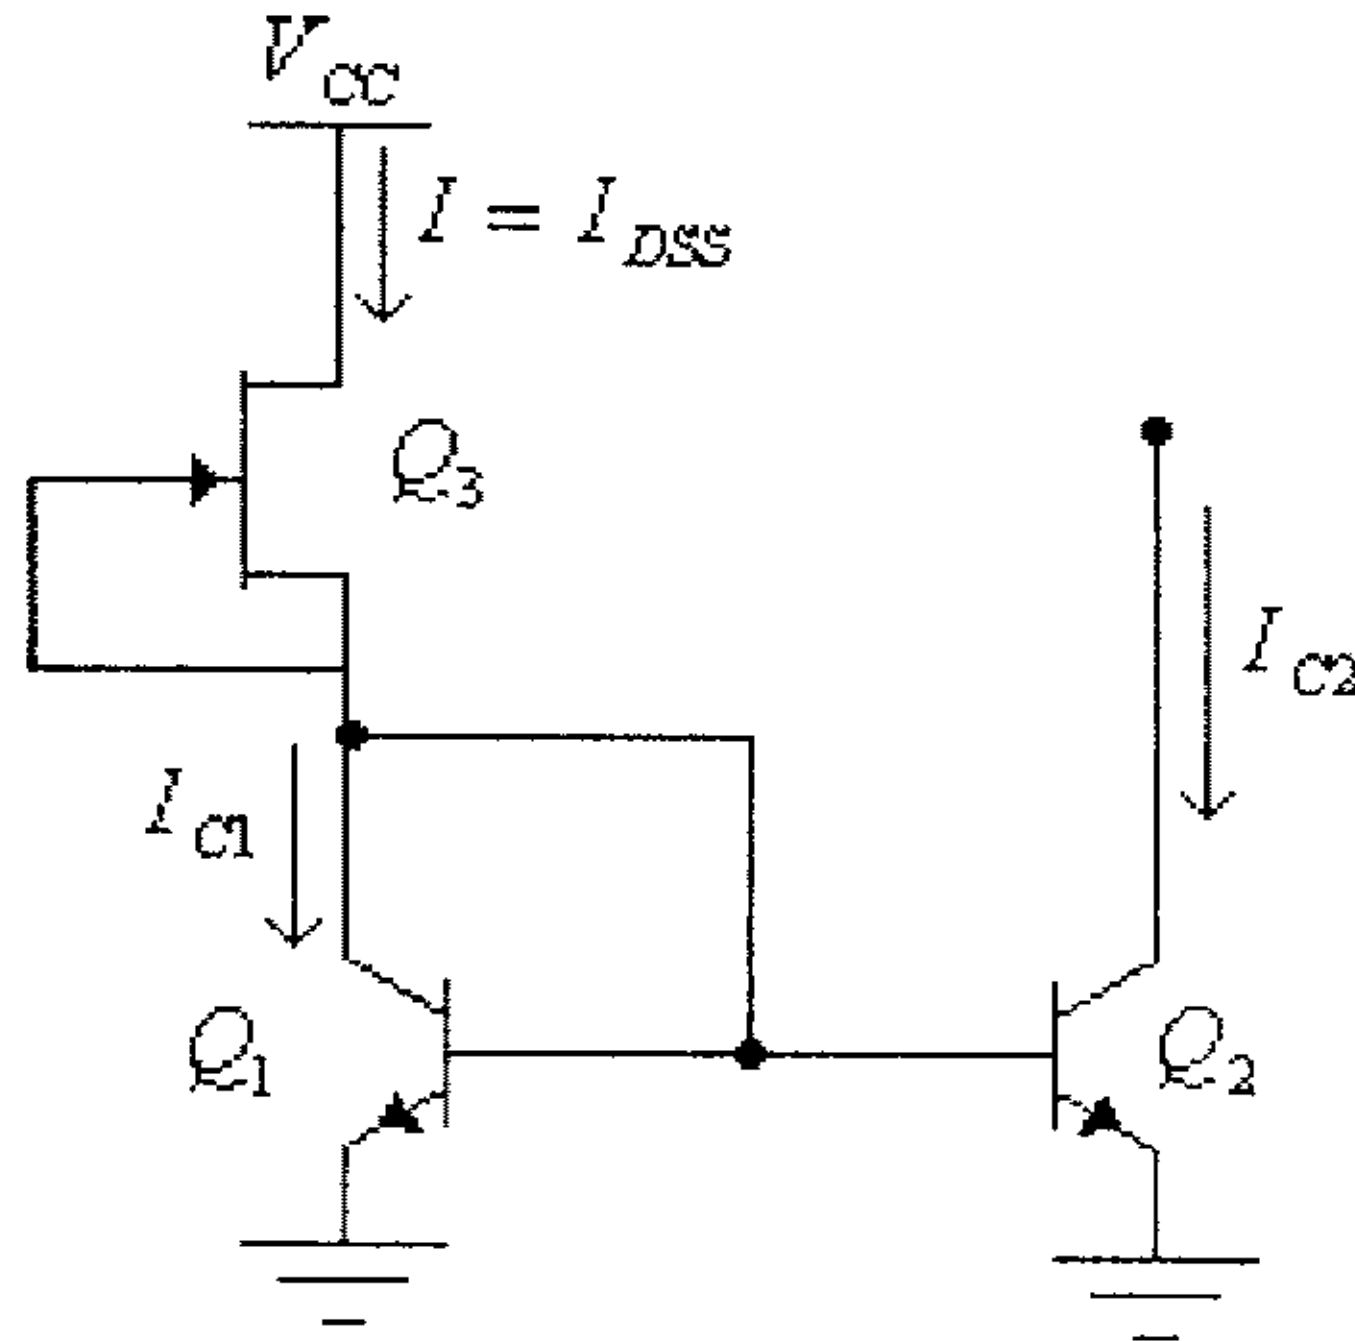 V_CC
I = I_DSS
Q_3
I_C2
I_C1
Q_1
Q_2